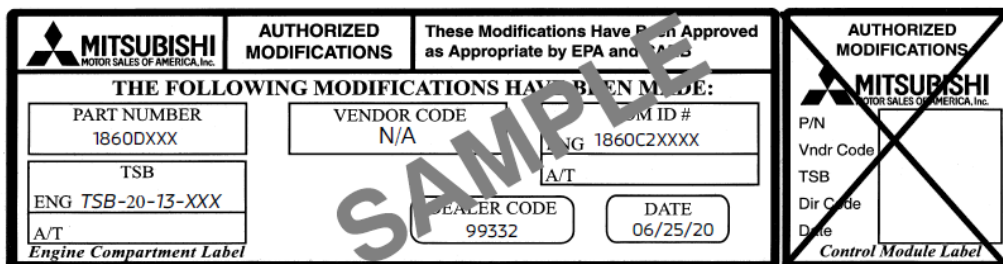 MITSUBISHI
MOTOR SALES OF AMERICA, Inc.
AUTHORIZED
MODIFICATIONS
These Modifications Have Been Approved
as Appropriate by EPA and CARB
THE FOLLOWING MODIFICATIONS HAVE BEEN MADE:
PART NUMBER
1860DXXX
VENDOR CODE
N/A
ID #
ENG 1860C2XXXX
A/T
TSB
ENG TSB-20-13-XXX
A/T
DEALER CODE
99332
DATE
06/25/20
Engine Compartment Label
SAMPLE
AUTHORIZED
MODIFICATIONS
MITSUBISHI
MOTOR SALES OF AMERICA, Inc.
P/N
Vndr Code
TSB
Dlr Code
Date
Control Module Label